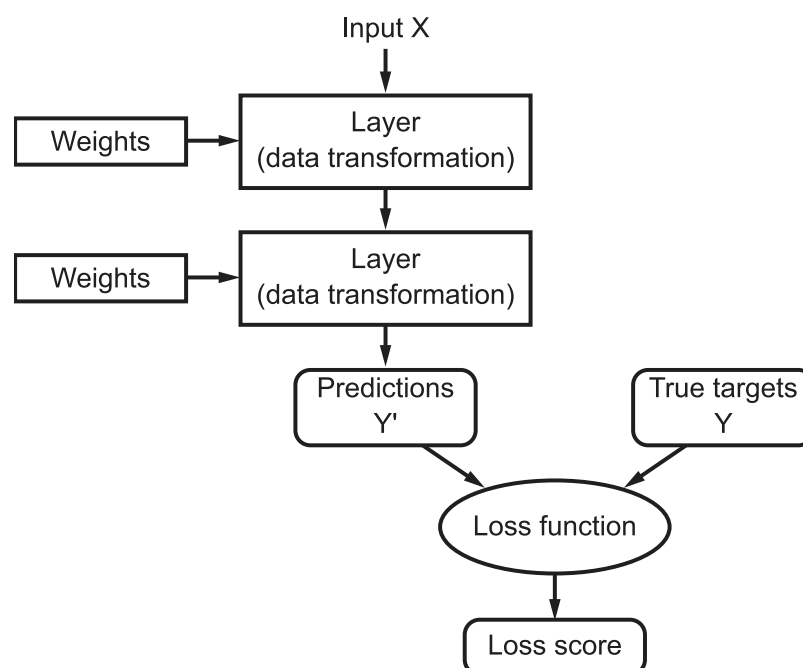 Input X
Weights
Layer
(data transformation)
Weights
Layer
(data transformation)
Predictions
Y'
True targets
Y
Loss function
Loss score